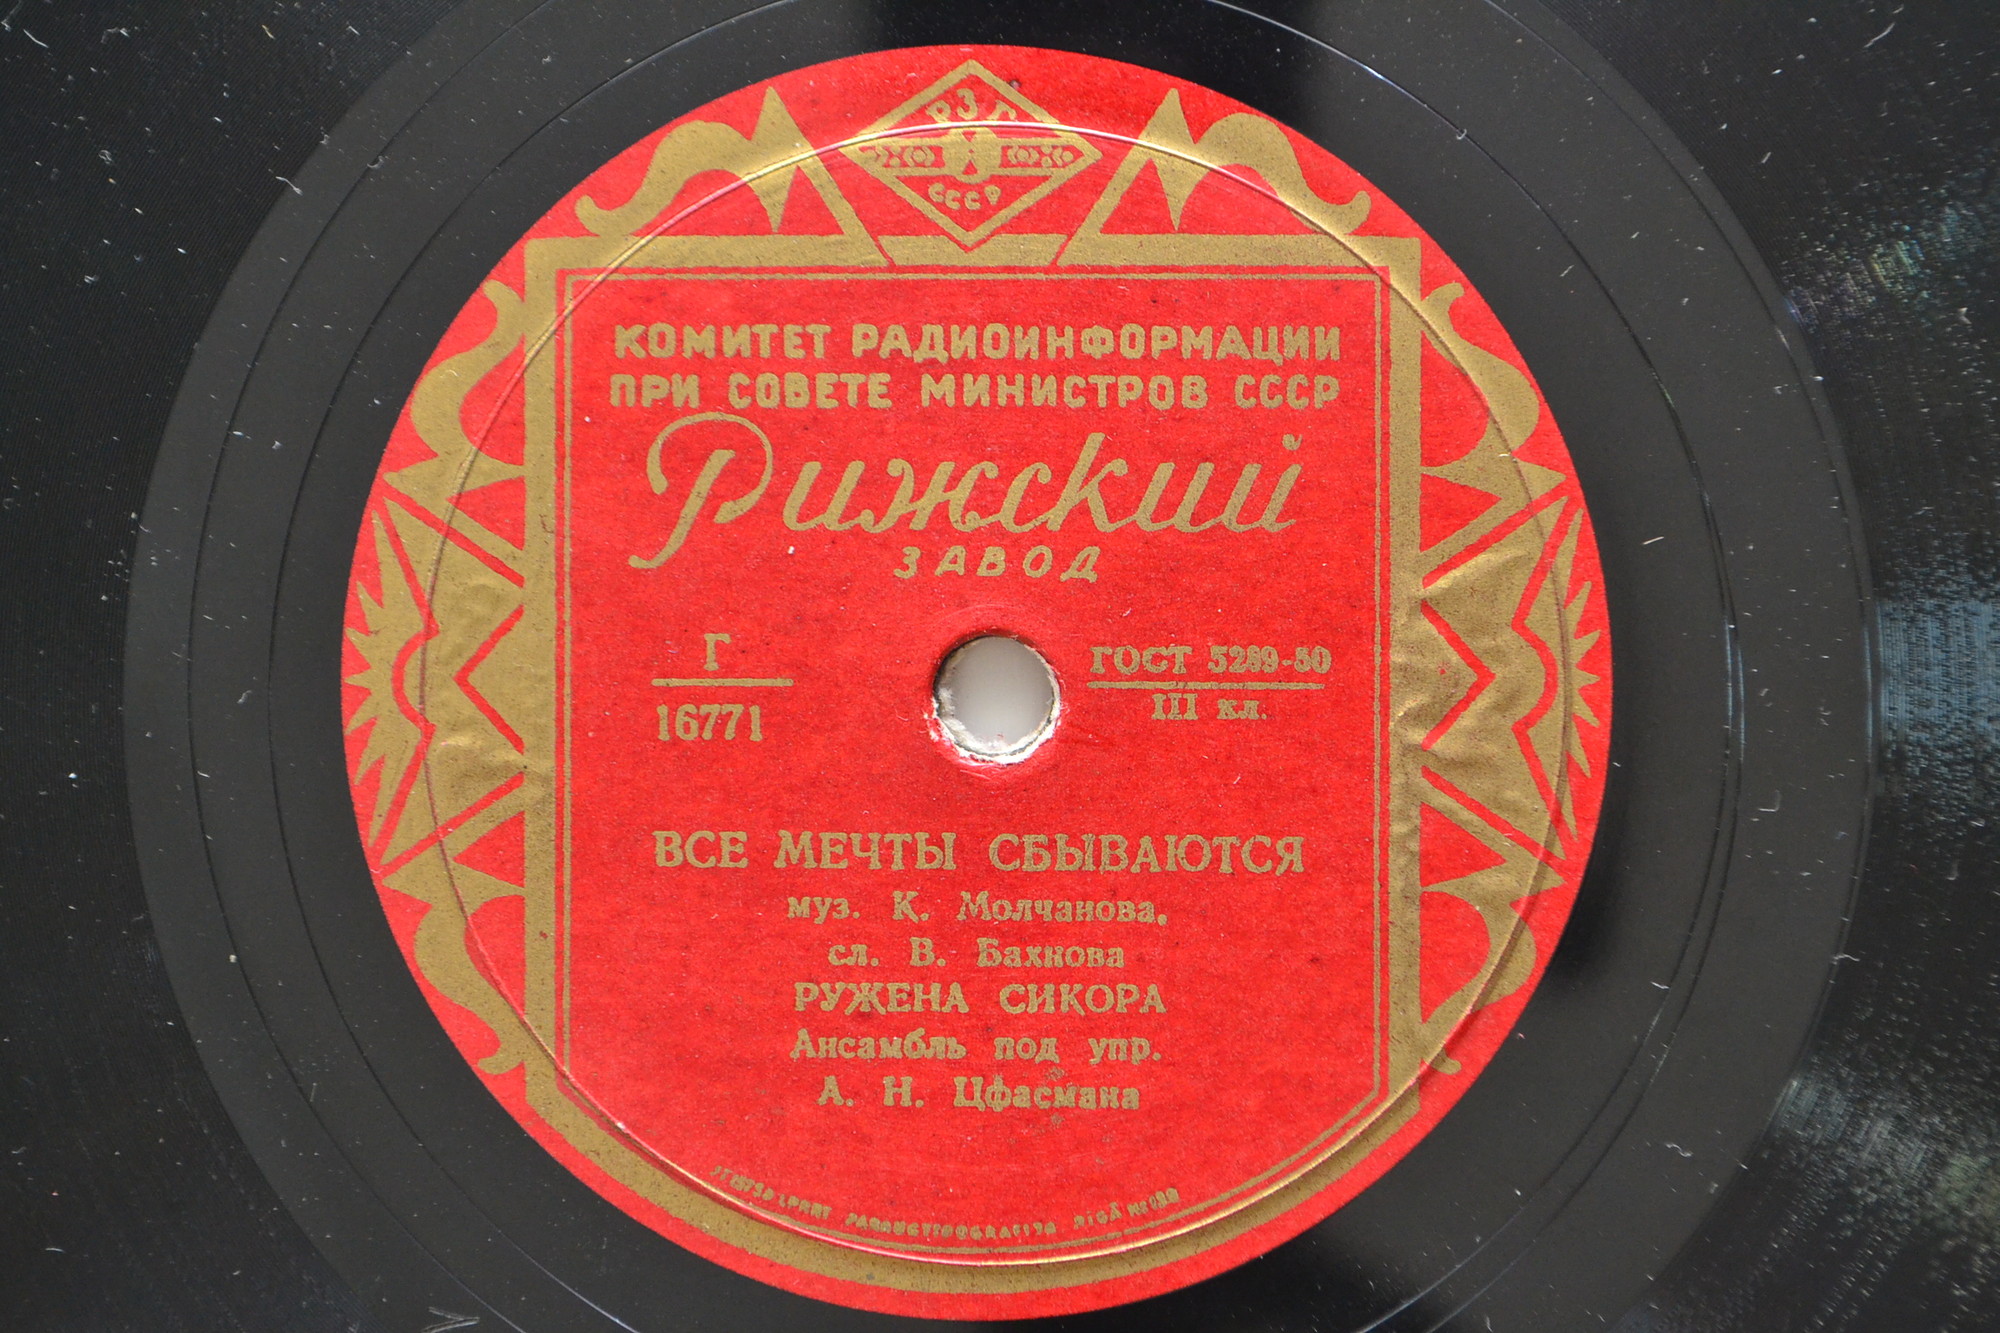 РЗГ
СССР
КОМИТЕТ РАДИОИНФОРМАЦИИ
ПРИ СОВЕТЕ МИНИСТРОВ СССР
Рижский
ЗАВОД
Г
16771
ГОСТ 5289-50
III кл.
ВСЕ МЕЧТЫ СБЫВАЮТСЯ
муз. К. Молчанова,
сл. В. Бахнова
РУЖЕНА СИКОРА
Ансамбль под упр.
А. Н. Цфасмана